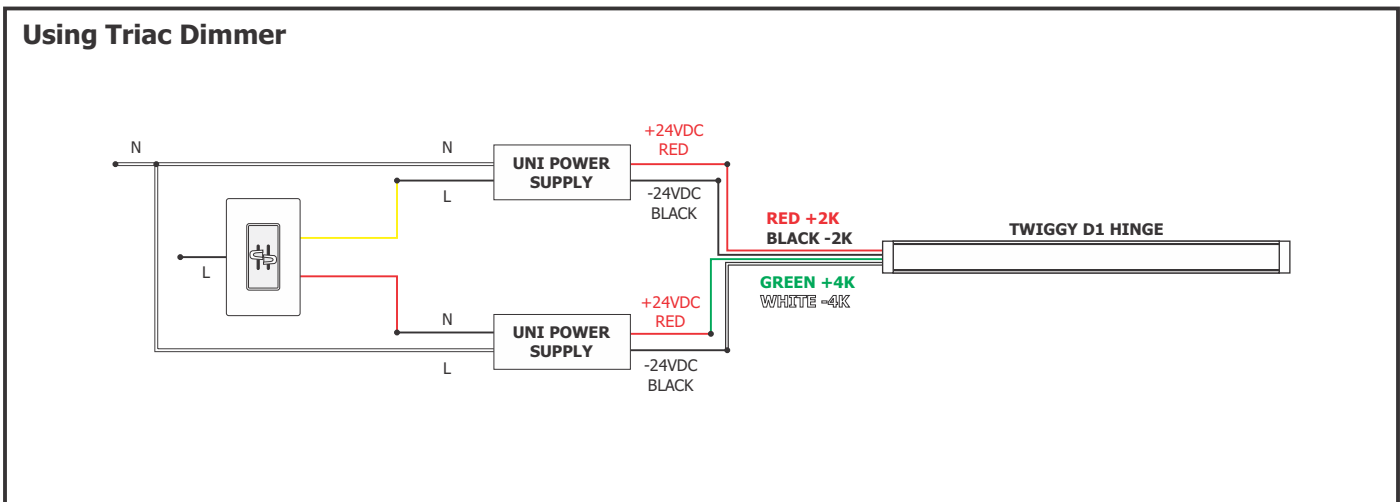 Using Triac Dimmer
N
N
L
UNI POWER
SUPPLY
+24VDC
RED
-24VDC
BLACK
L
RED +2K
BLACK -2K
GREEN +4K
WHITE -4K
TWIGGY D1 HINGE
N
L
UNI POWER
SUPPLY
+24VDC
RED
-24VDC
BLACK